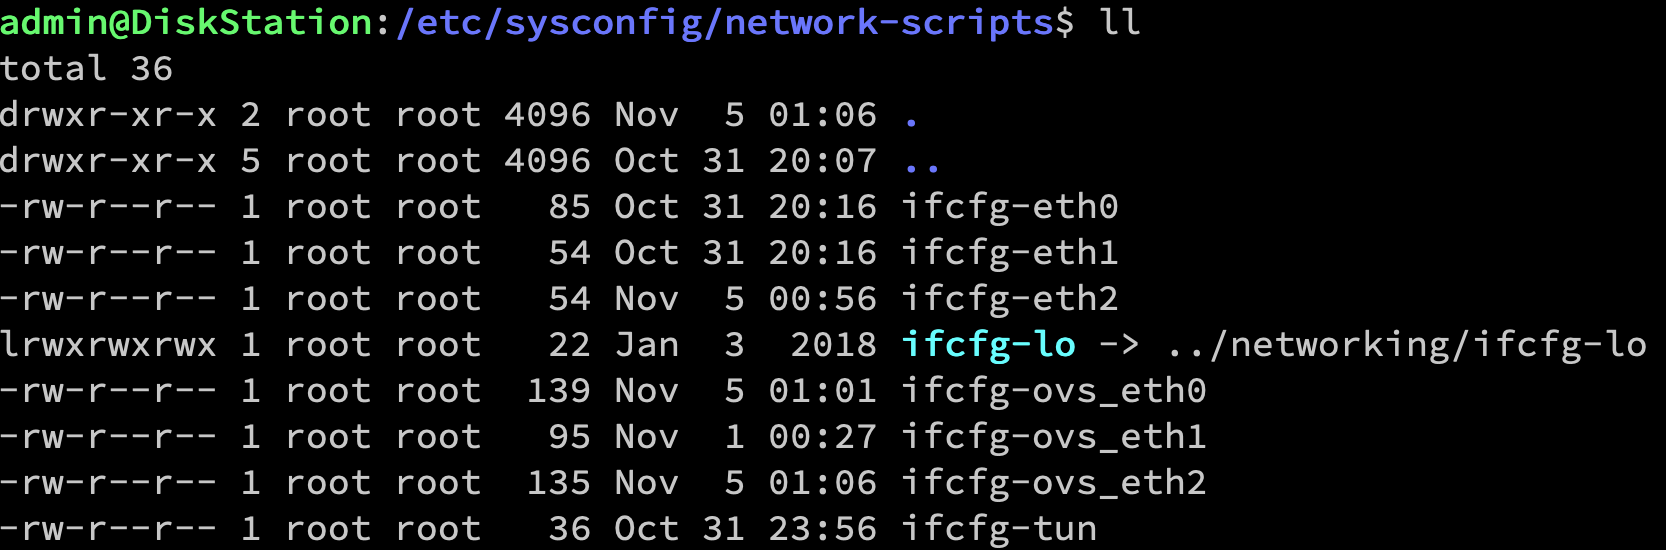 admin@DiskStation:/etc/sysconfig/network-scripts$ ll
total 36
drwxr-xr-x 2 root root 4096 Nov  5 01:06 .
drwxr-xr-x 5 root root 4096 Oct 31 20:07 ..
-rw-r--r-- 1 root root   85 Oct 31 20:16 ifcfg-eth0
-rw-r--r-- 1 root root   54 Oct 31 20:16 ifcfg-eth1
-rw-r--r-- 1 root root   54 Nov  5 00:56 ifcfg-eth2
lrwxrwxrwx 1 root root   22 Jan  3  2018 ifcfg-lo -> ../networking/ifcfg-lo
-rw-r--r-- 1 root root  139 Nov  5 01:01 ifcfg-ovs_eth0
-rw-r--r-- 1 root root   95 Nov  1 00:27 ifcfg-ovs_eth1
-rw-r--r-- 1 root root  135 Nov  5 01:06 ifcfg-ovs_eth2
-rw-r--r-- 1 root root   36 Oct 31 23:56 ifcfg-tun